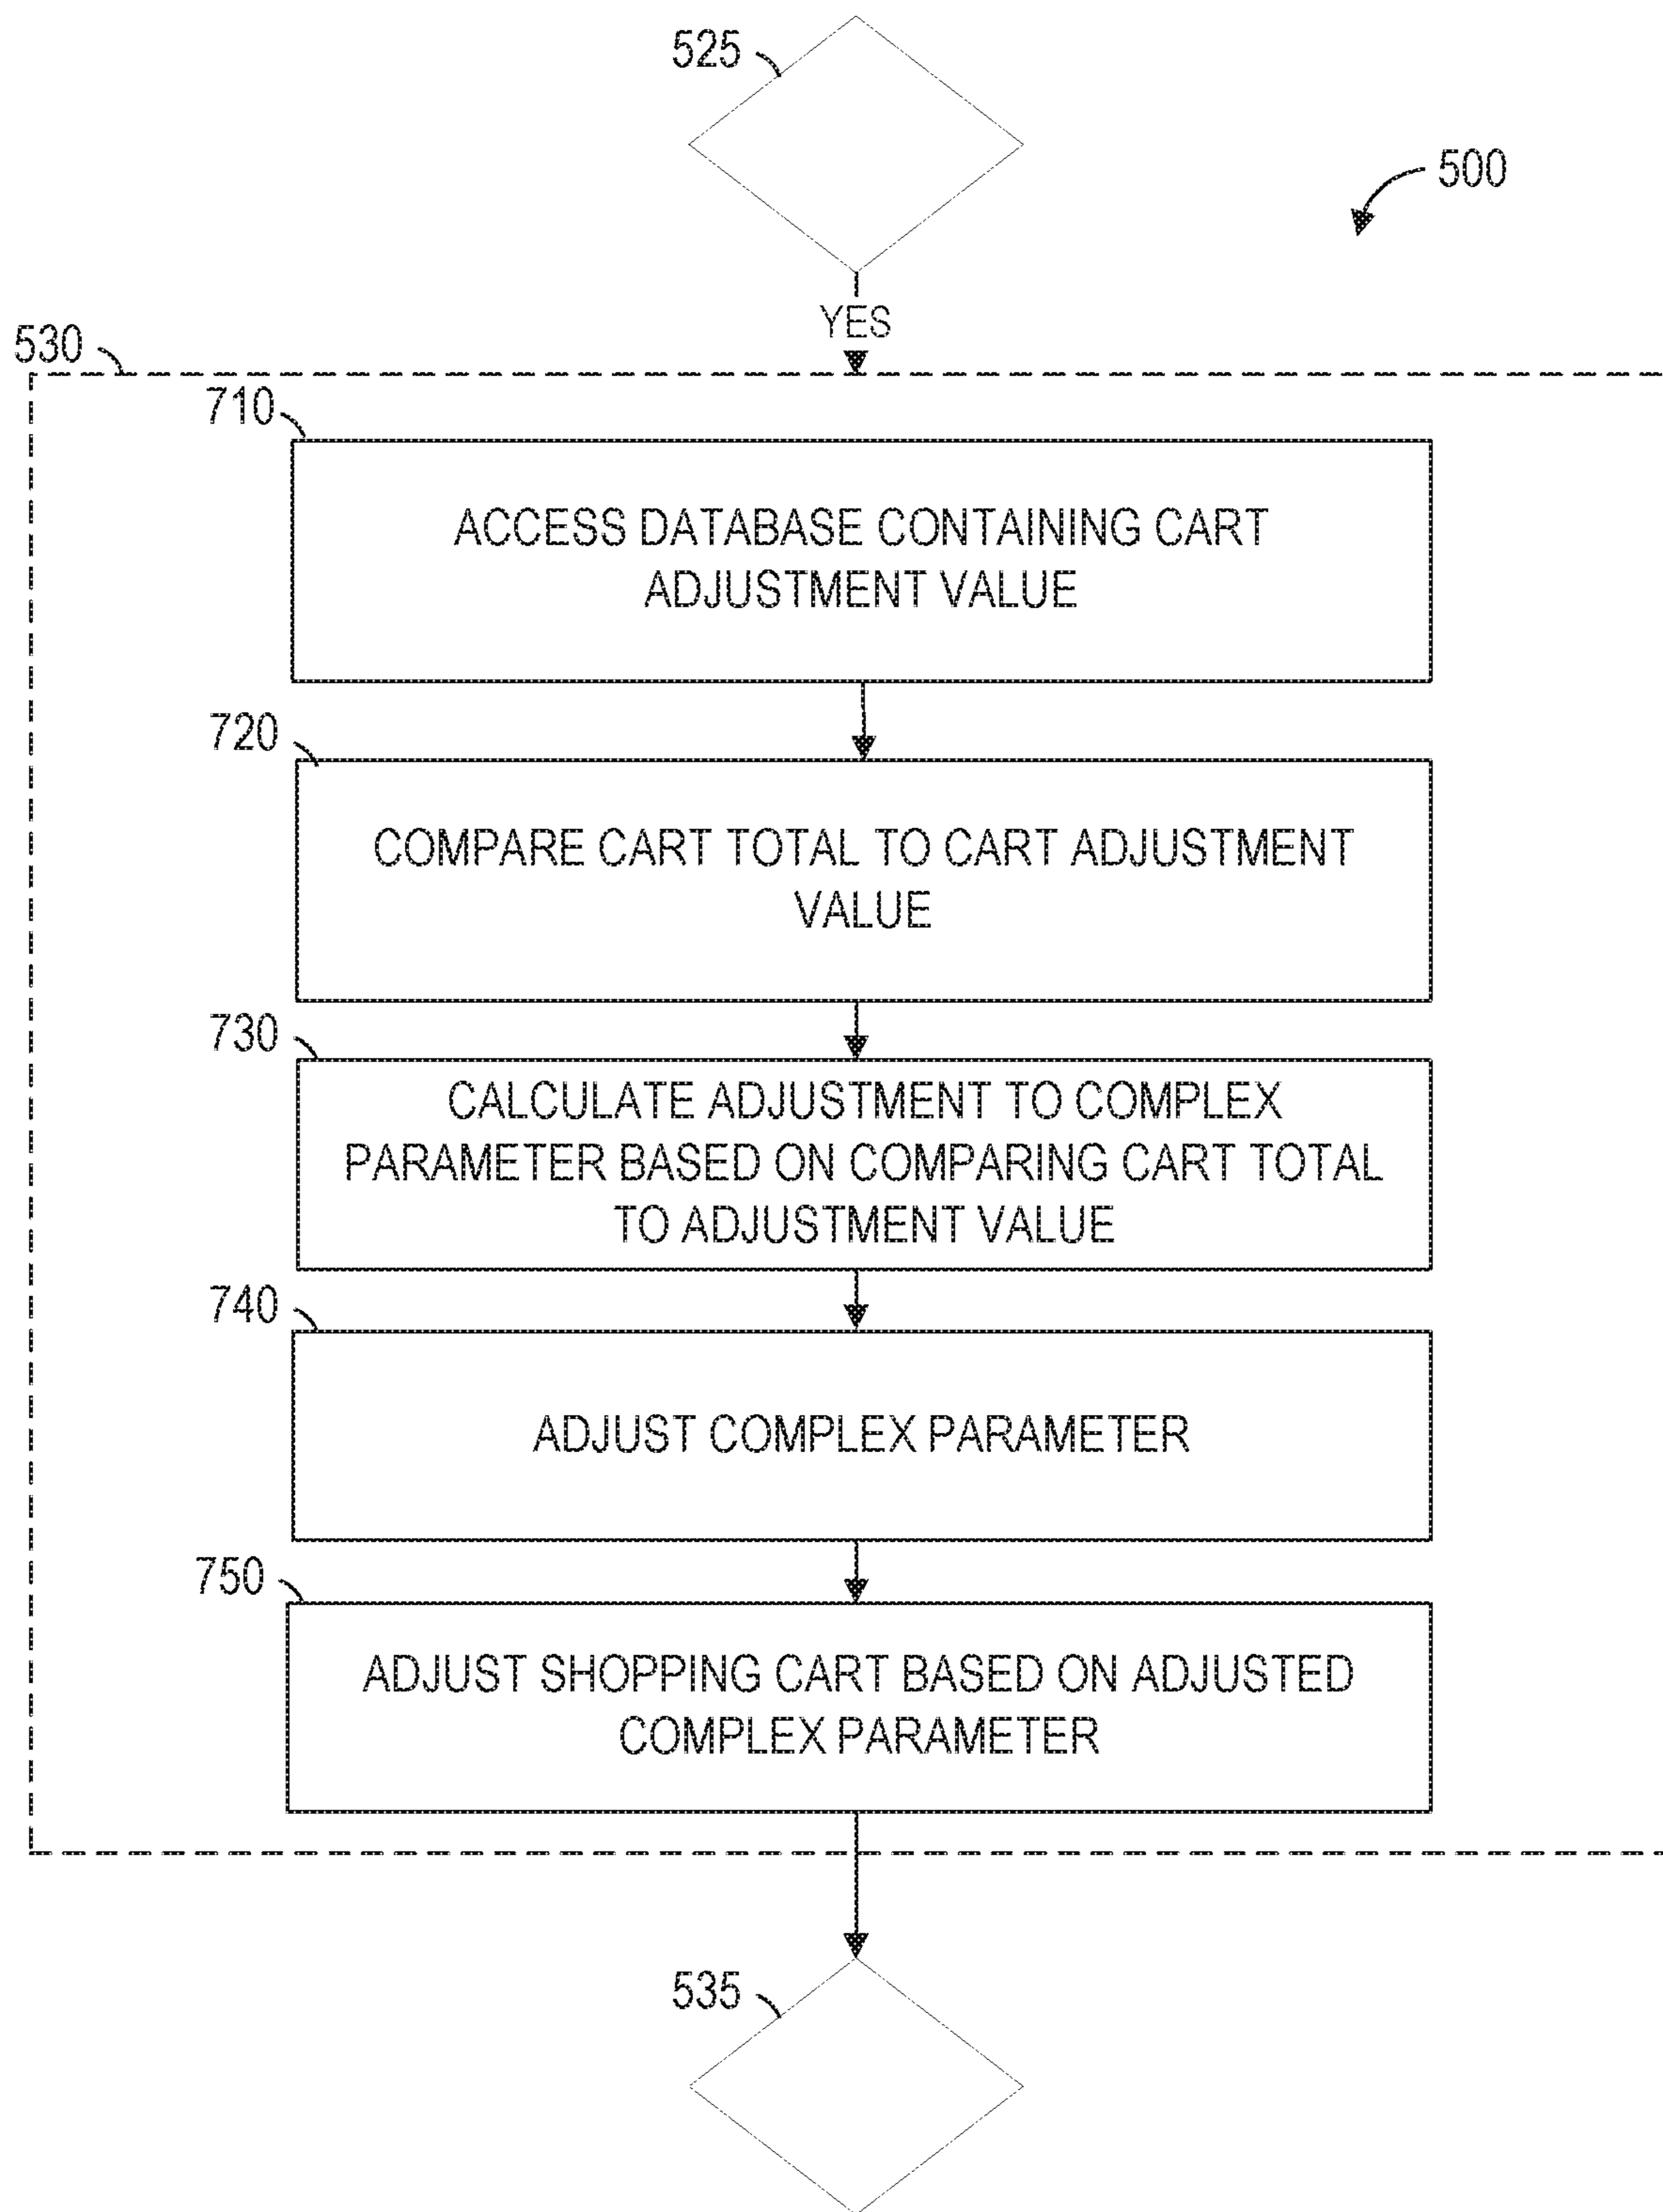 525
500
YES
530
710
ACCESS DATABASE CONTAINING CART
ADJUSTMENT VALUE
720
COMPARE CART TOTAL TO CART ADJUSTMENT
VALUE
730
CALCULATE ADJUSTMENT TO COMPLEX
PARAMETER BASED ON COMPARING CART TOTAL
TO ADJUSTMENT VALUE
740
ADJUST COMPLEX PARAMETER
750
ADJUST SHOPPING CART BASED ON ADJUSTED
COMPLEX PARAMETER
535